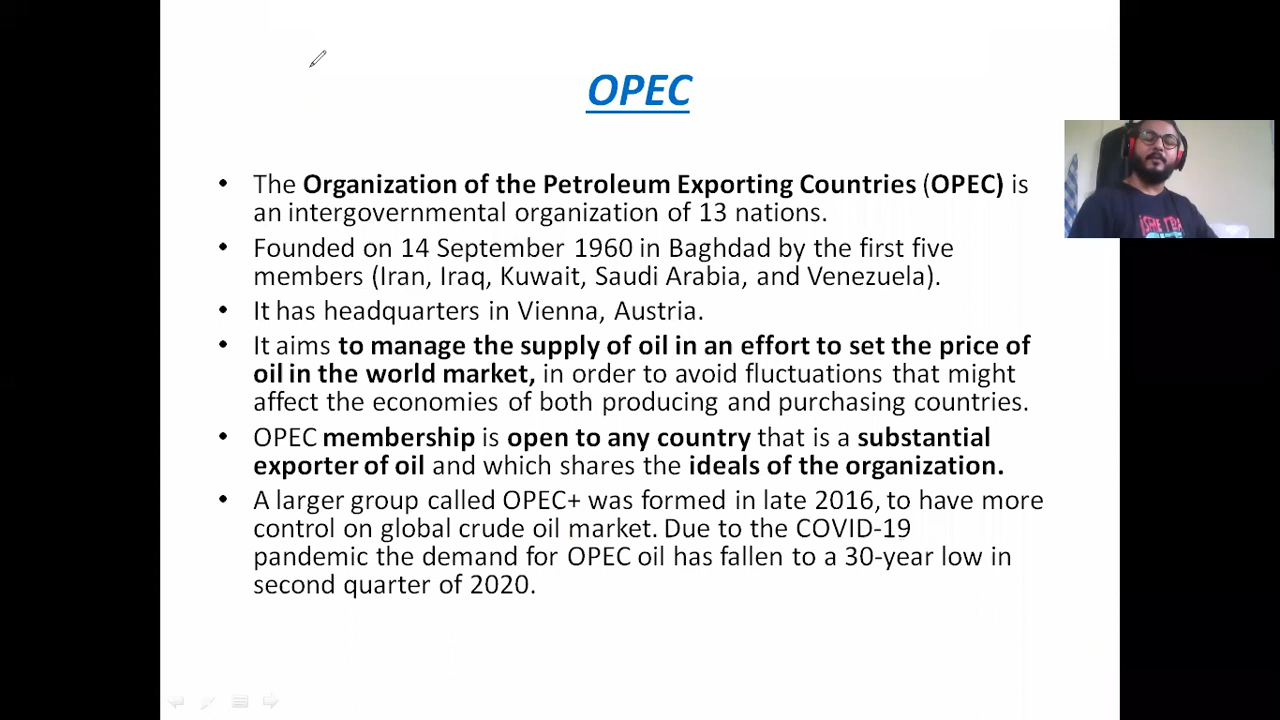 OPEC
• The Organization of the Petroleum Exporting Countries (OPEC) is
an intergovernmental organization of 13 nations.
• Founded on 14 September 1960 in Baghdad by the first five
members (Iran, Iraq, Kuwait, Saudi Arabia, and Venezuela).
• It has headquarters in Vienna, Austria.
• It aims to manage the supply of oil in an effort to set the price of
oil in the world market, in order to avoid fluctuations that might
affect the economies of both producing and purchasing countries.
• OPEC membership is open to any country that is a substantial
exporter of oil and which shares the ideals of the organization.
• A larger group called OPEC+ was formed in late 2016, to have more
control on global crude oil market. Due to the COVID-19
pandemic the demand for OPEC oil has fallen to a 30-year low in
second quarter of 2020.